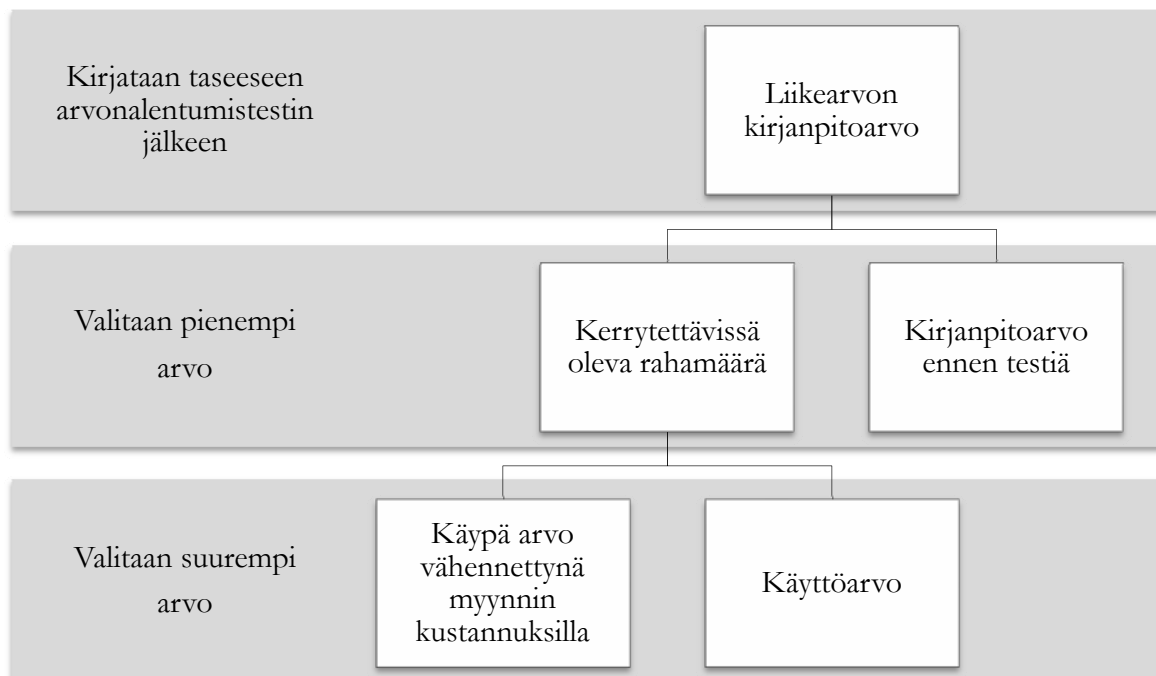 Kirjataan taseeseen
arvonalentumistestin
jälkeen
Liikearvon
kirjanpitoarvo
Valitaan pienempi
arvo
Kerrytettävissä
oleva rahamäärä
Kirjanpitoarvo
ennen testiä
Valitaan suurempi
arvo
Käypä arvo
vähennettynä
myynnin
kustannuksilla
Käyttöarvo